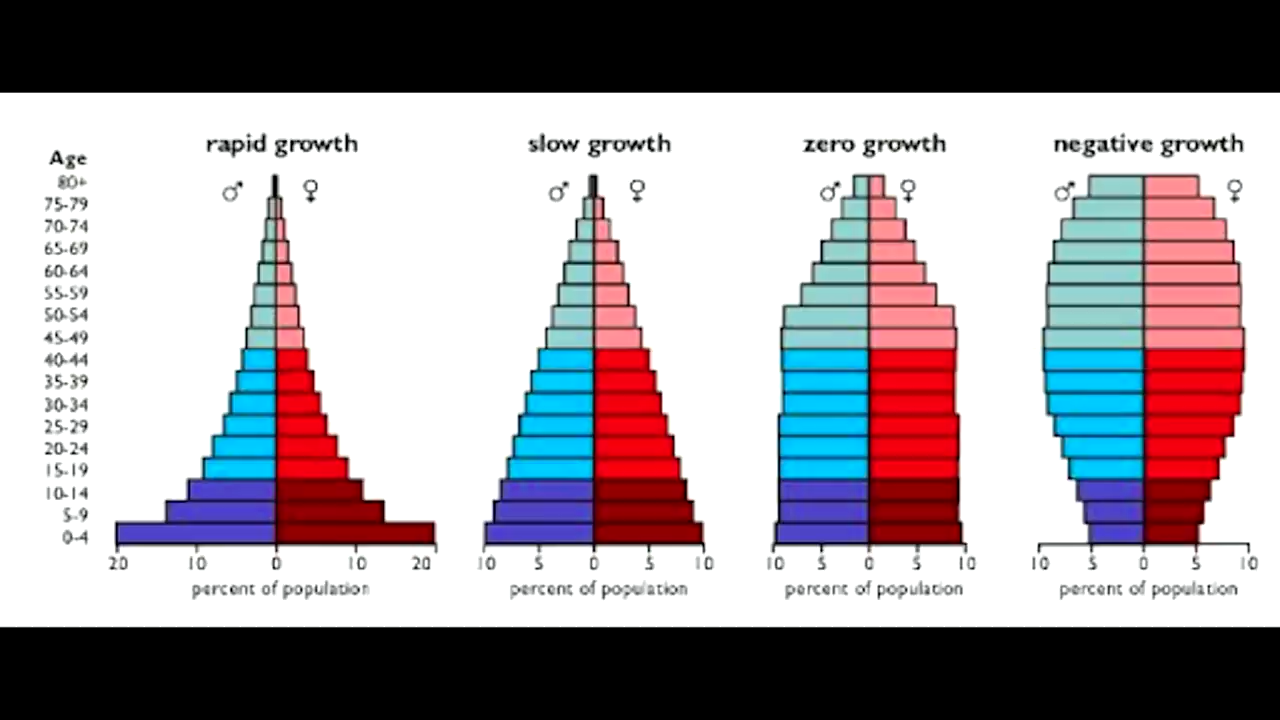 rapid growth
slow growth
zero growth
negative growth
Age
80+
75-79
70-74
65-69
60-64
55-59
50-54
45-49
40-44
35-39
30-34
25-29
20-24
15-19
10-14
5-9
0-4
♂ ♀
♂ ♀
♂ ♀
♂ ♀
20 10 0 10 20
10 5 0 5 10
10 5 0 5 10
10 5 0 5 10
percent of population
percent of population
percent of population
percent of population